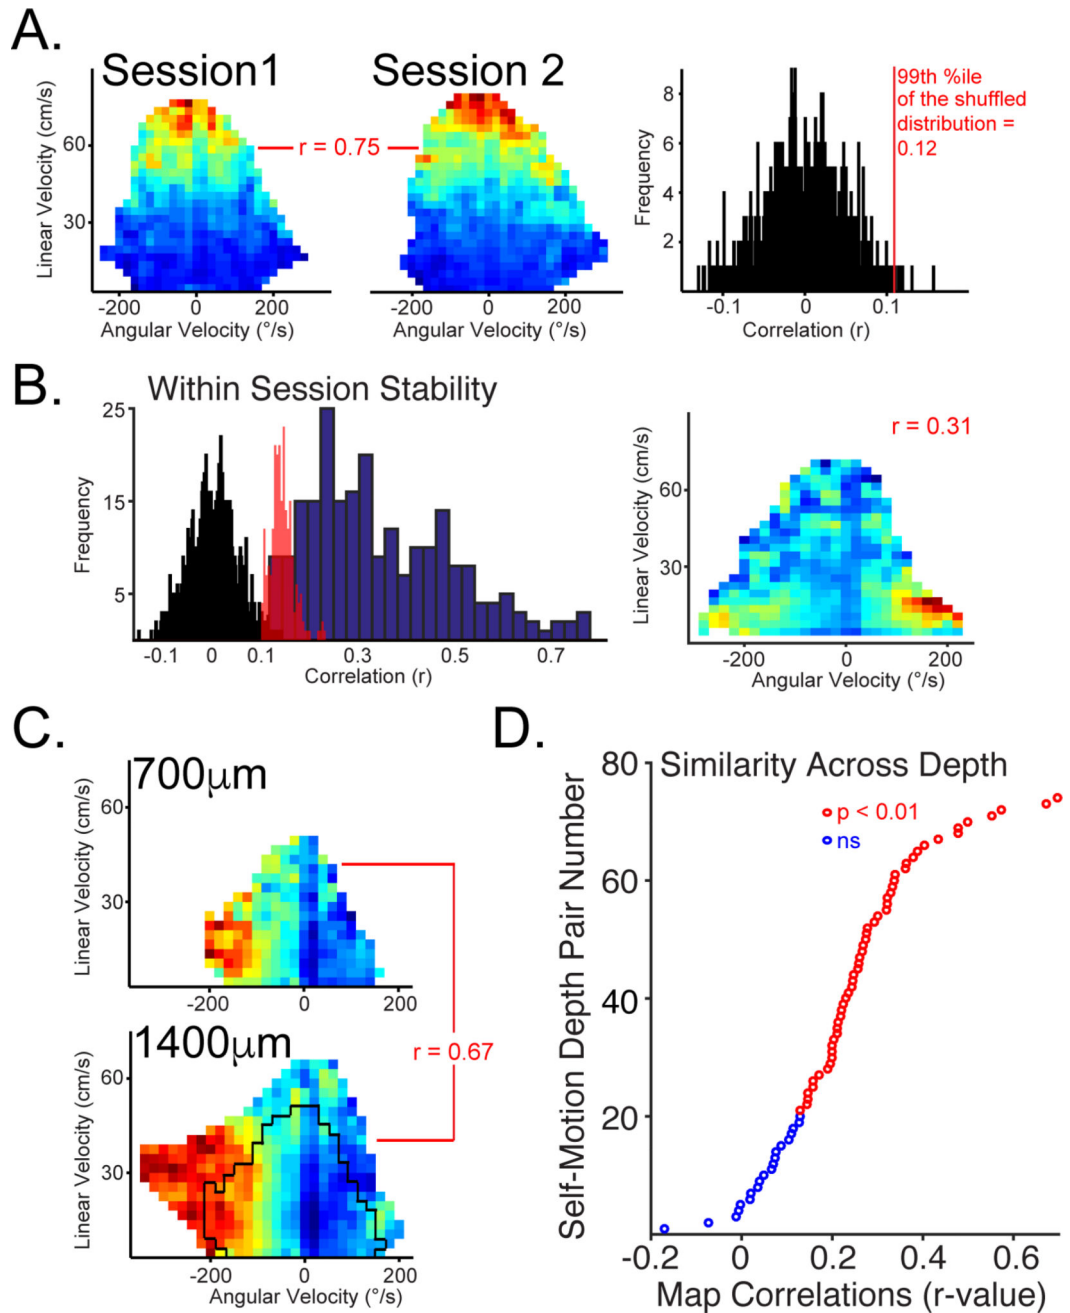 A.
Session1
Session 2
r = 0.75
Linear Velocity (cm/s)
60
30
-200
0
200
Angular Velocity (°/s)
-200
0
200
Angular Velocity (°/s)
99th %ile
of the shuffled
distribution =
0.12
Frequency
8
6
4
2
-0.1
0
0.1
Correlation (r)
B.
Within Session Stability
Frequency
25
15
5
-0.1
0
0.1
0.3
0.5
0.7
Correlation (r)
r = 0.31
Linear Velocity (cm/s)
60
30
-200
0
200
Angular Velocity (°/s)
C.
700μm
Linear Velocity (cm/s)
60
30
-200
0
200
r = 0.67
1400μm
Linear Velocity (cm/s)
60
30
-200
0
200
Angular Velocity (°/s)
D.
Similarity Across Depth
p < 0.01
ns
Self-Motion Depth Pair Number
80
60
40
20
-0.2
0
0.2
0.4
0.6
Map Correlations (r-value)